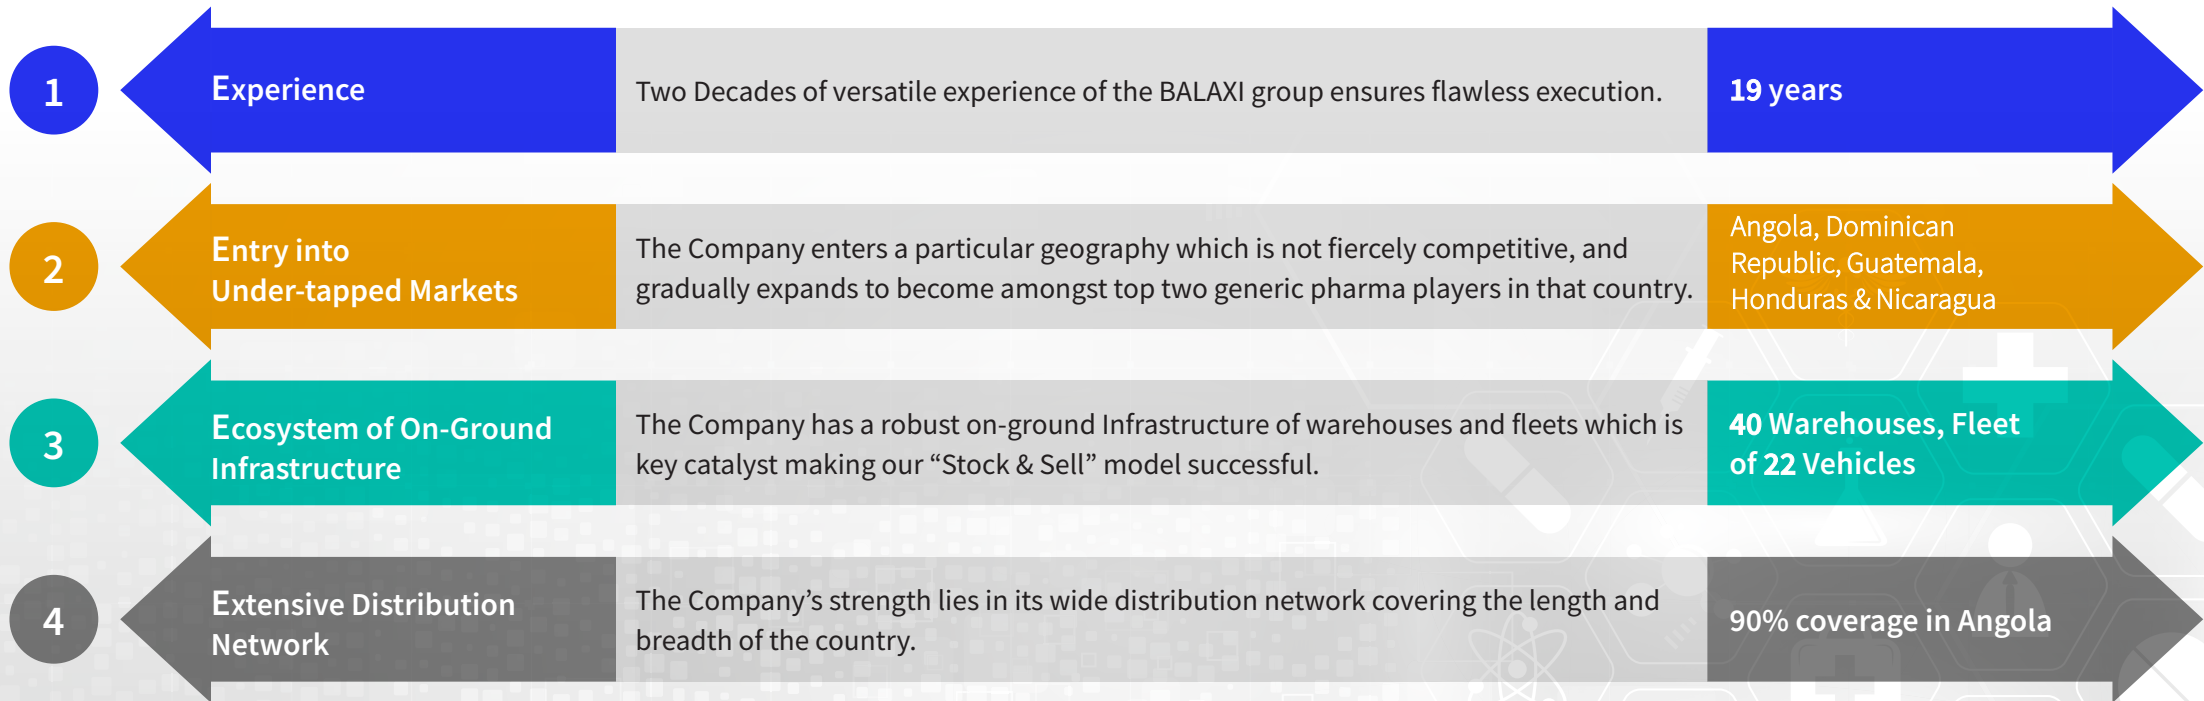 1
Experience
Two Decades of versatile experience of the BALAXI group ensures flawless execution.
19 years
2
Entry into
Under-tapped Markets
The Company enters a particular geography which is not fiercely competitive, and
gradually expands to become amongst top two generic pharma players in that country.
Angola, Dominican
Republic, Guatemala,
Honduras & Nicaragua
3
Ecosystem of On-Ground
Infrastructure
The Company has a robust on-ground Infrastructure of warehouses and fleets which is
key catalyst making our “Stock & Sell” model successful.
40 Warehouses, Fleet
of 22 Vehicles
4
Extensive Distribution
Network
The Company’s strength lies in its wide distribution network covering the length and
breadth of the country.
90% coverage in Angola